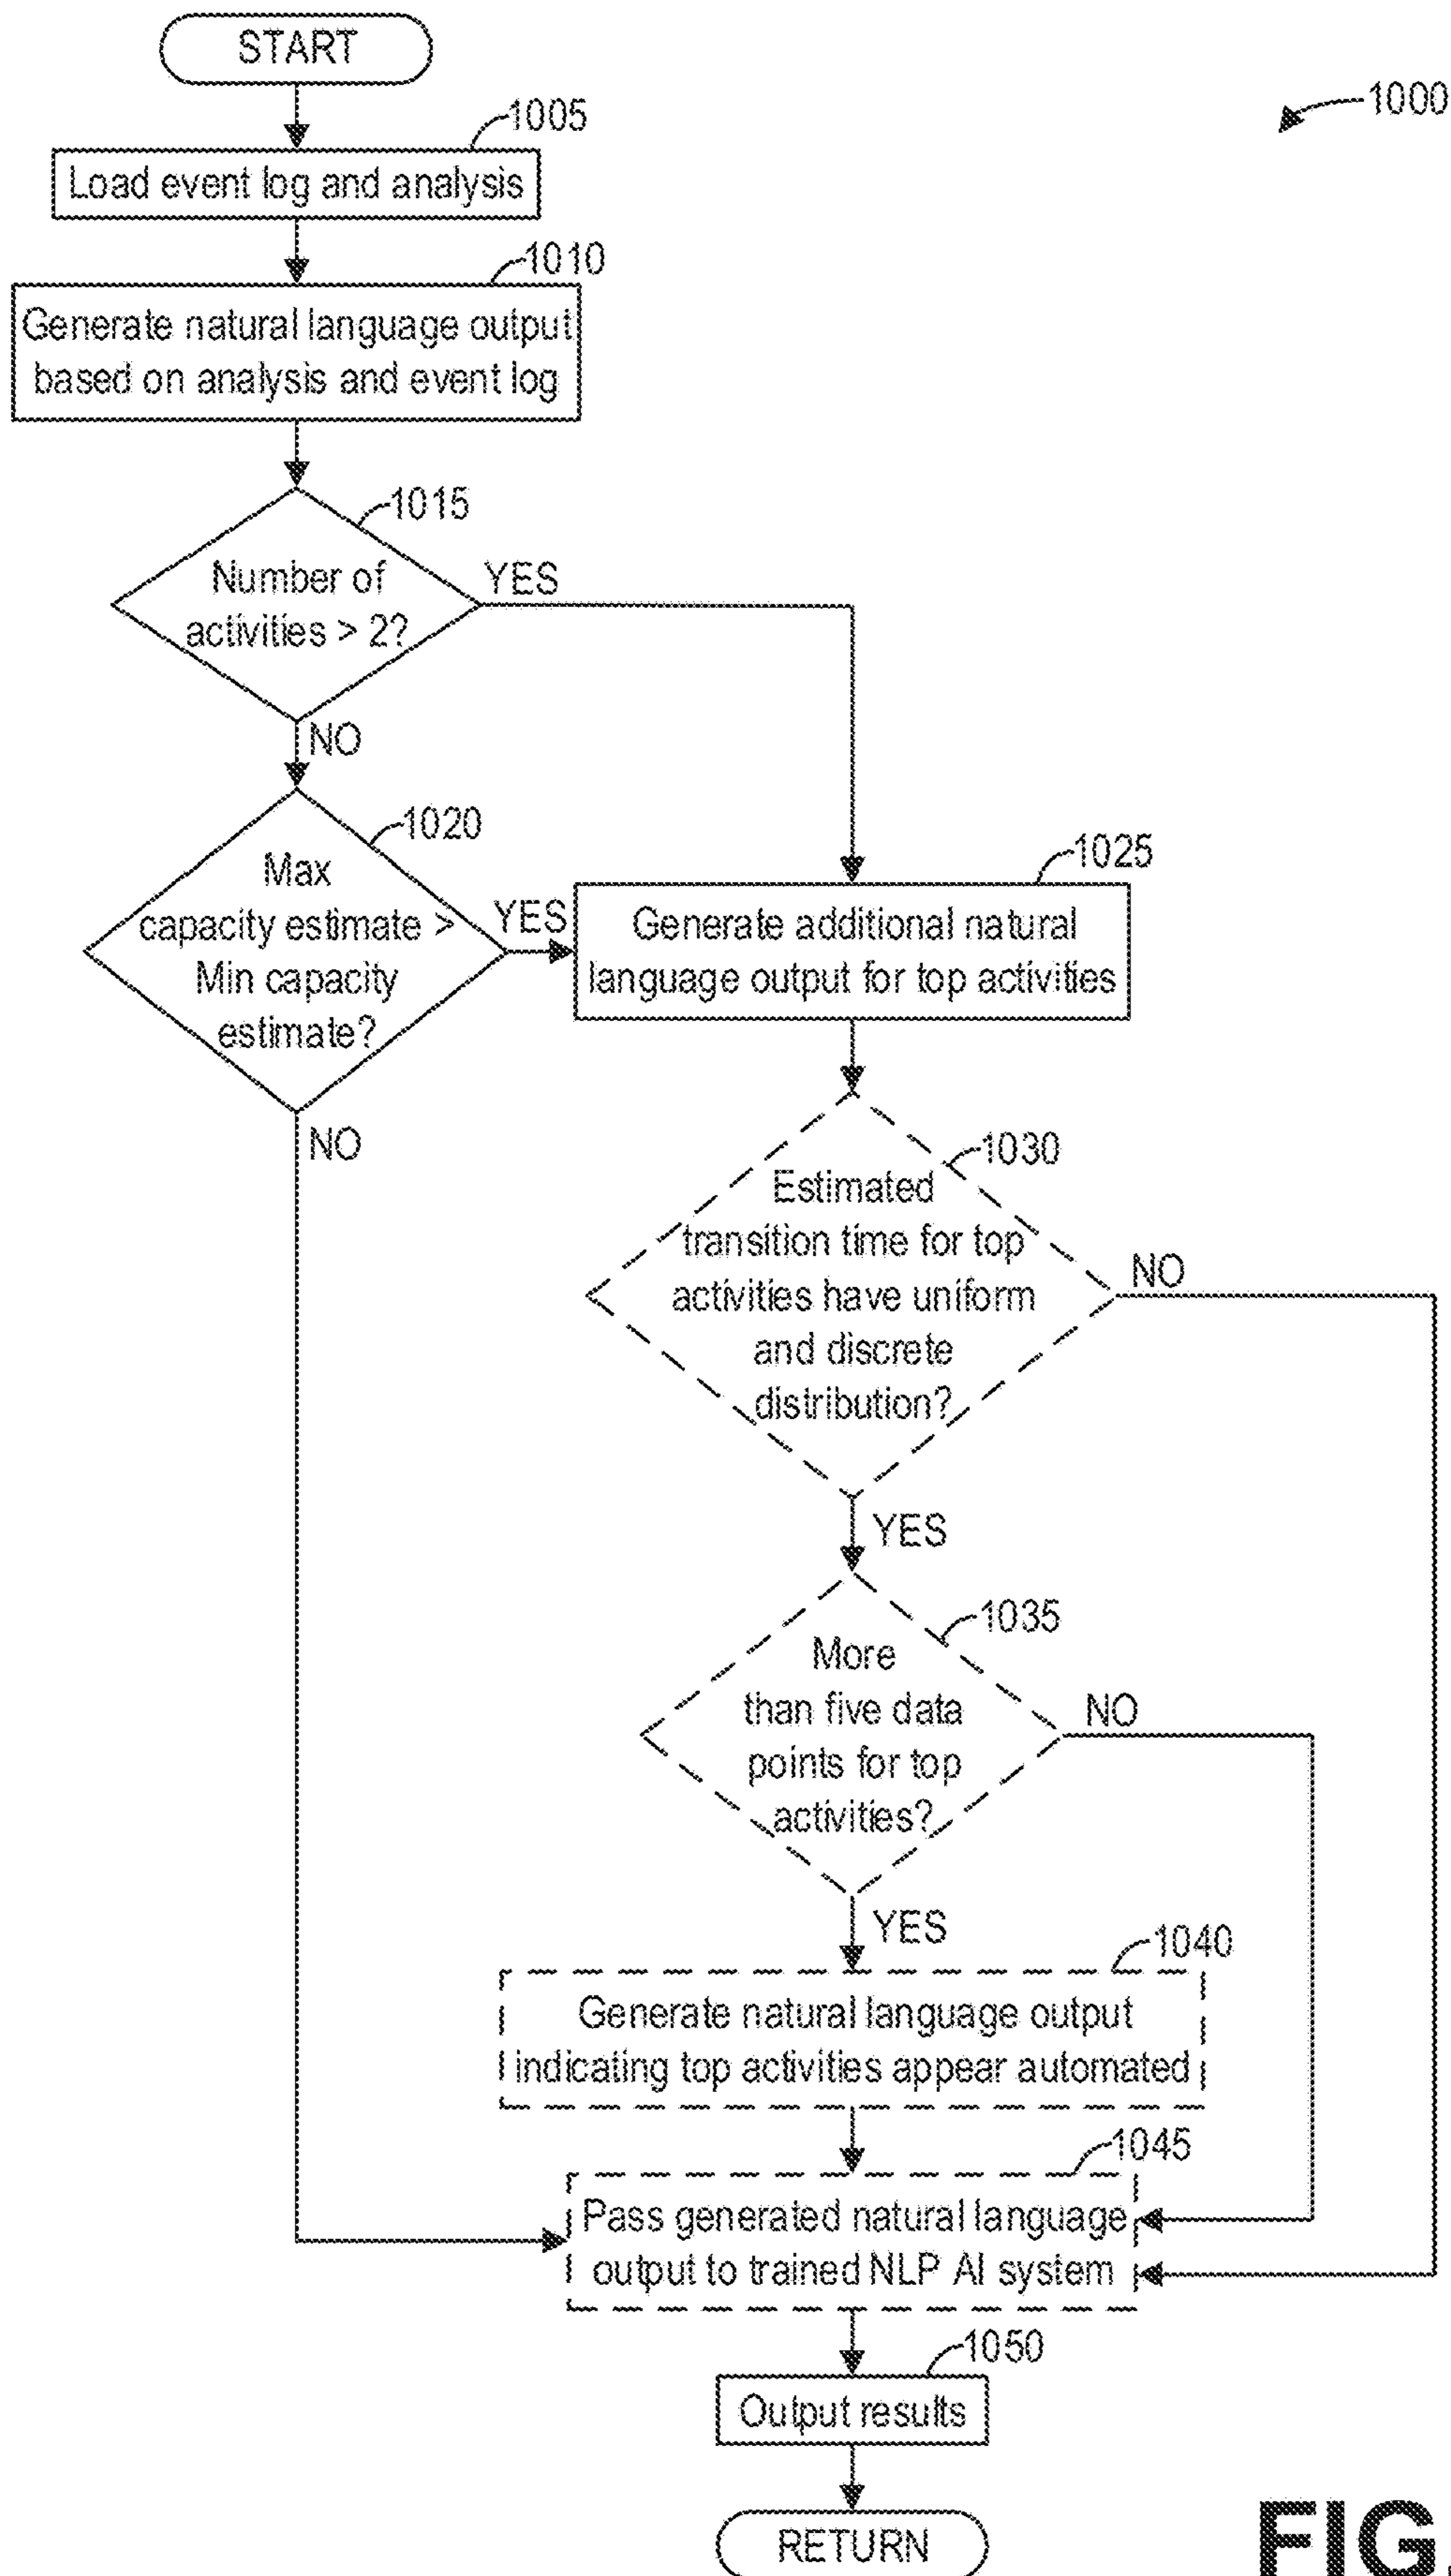 START
1000
1005
Load event log and analysis
1010
Generate natural language output
based on analysis and event log
1015
Number of
activities > 2?
YES
NO
1020
Max
capacity estimate >
Min capacity
estimate?
YES
NO
1025
Generate additional natural
language output for top activities
1030
Estimated
transition time for top
activities have uniform
and discrete
distribution?
NO
YES
1035
More
than five data
points for top
activities?
NO
YES
1040
Generate natural language output
indicating top activities appear automated
1045
Pass generated natural language
output to trained NLP AI system
1050
Output results
RETURN
FIG.